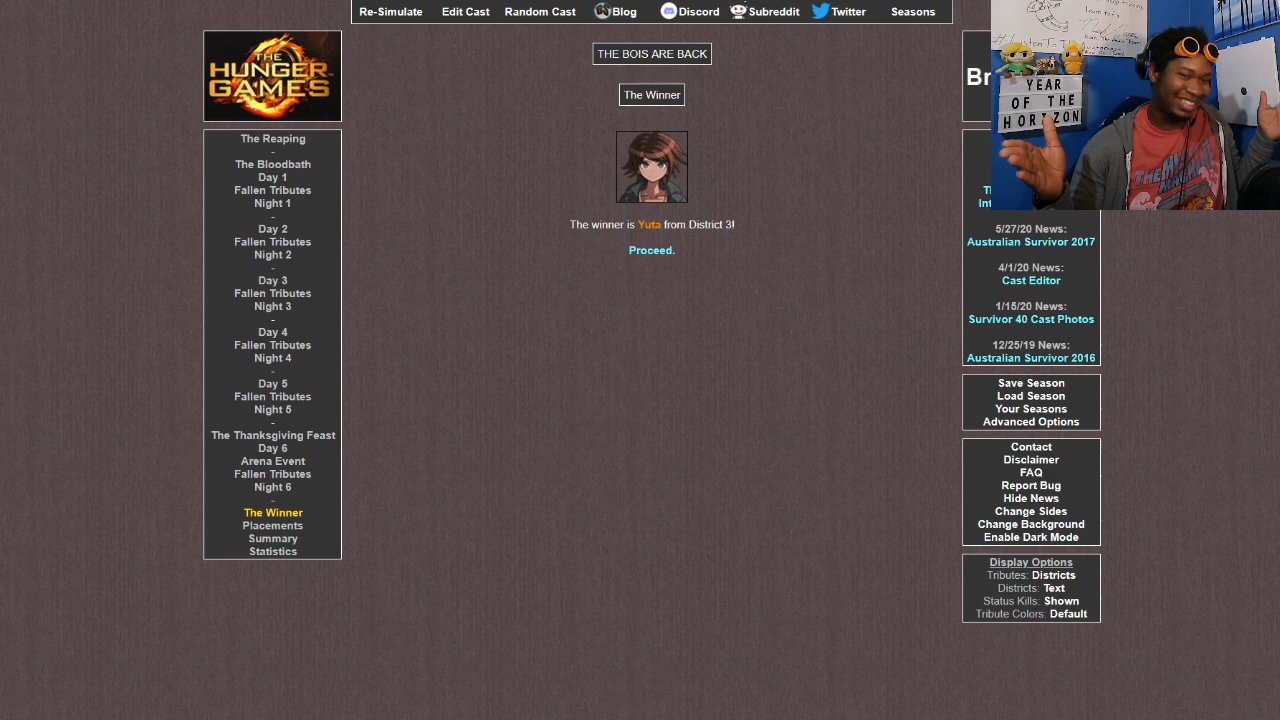 Re-Simulate
Edit Cast
Random Cast
Blog
Discord
Subreddit
Twitter
Seasons
THE HUNGER GAMES
The Reaping
-
The Bloodbath
Day 1
Fallen Tributes
Night 1
-
Day 2
Fallen Tributes
Night 2
-
Day 3
Fallen Tributes
Night 3
-
Day 4
Fallen Tributes
Night 4
-
Day 5
Fallen Tributes
Night 5
-
The Thanksgiving Feast
Day 6
Arena Event
Fallen Tributes
Night 6
-
The Winner
Placements
Summary
Statistics
THE BOIS ARE BACK
The Winner
The winner is Yuta from District 3!
Proceed.
YEAR
OF THE
HORIZON
5/27/20 News:
Australian Survivor 2017
4/1/20 News:
Cast Editor
1/15/20 News:
Survivor 40 Cast Photos
12/25/19 News:
Australian Survivor 2016
Save Season
Load Season
Your Seasons
Advanced Options
Contact
Disclaimer
FAQ
Report Bug
Hide News
Change Sides
Change Background
Enable Dark Mode
Display Options
Tributes: Districts
Districts: Text
Status Kills: Shown
Tribute Colors: Default